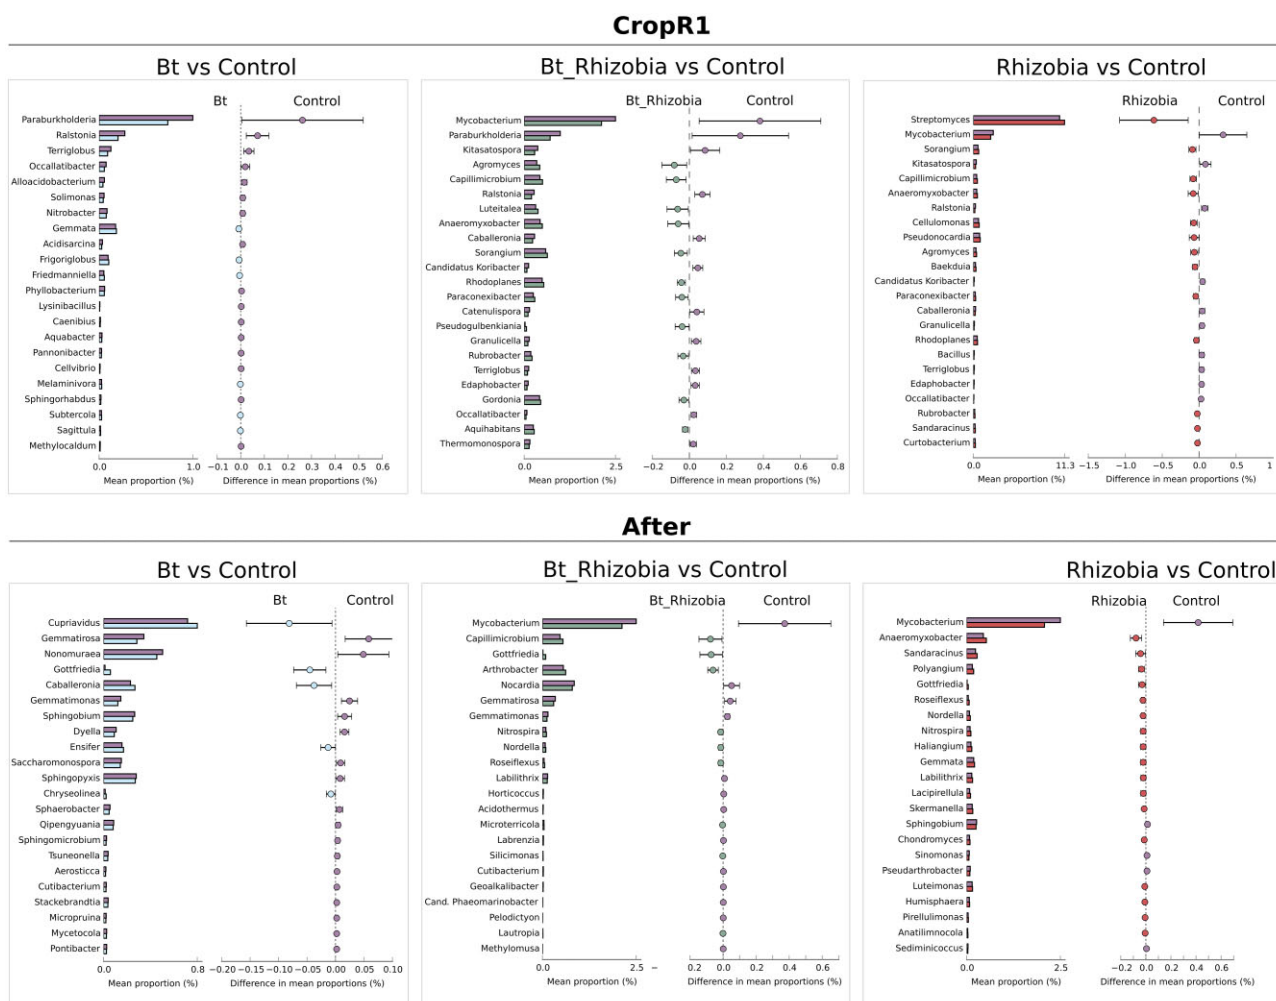 CropR1
Bt vs Control
Bt
Control
Paraburkholderia
Ralstonia
Terriglobus
Occallatibacter
Alloacidobacterium
Solimonas
Nitrobacter
Gemmata
Acidisarcina
Frigoriglobus
Friedmanniella
Phyllobacterium
Lysinibacillus
Caenibius
Aquabacter
Pannonibacter
Cellvibrio
Melaminivora
Sphingorhabdus
Subtercola
Sagittula
Methylocaldum
0.0 1.0
−0.1 0.0 0.1 0.2 0.3 0.4 0.5 0.6
Mean proportion (%)
Difference in mean proportions (%)
Bt_Rhizobia vs Control
Bt_Rhizobia
Control
Mycobacterium
Paraburkholderia
Kitasatospora
Agromyces
Capillimicrobium
Ralstonia
Luteitalea
Anaeromyxobacter
Caballeronia
Sorangium
Candidatus Koribacter
Rhodoplanes
Paraconexibacter
Catenulispora
Pseudogulbenkiania
Granulicella
Rubrobacter
Terriglobus
Edaphobacter
Gordonia
Occallatibacter
Aquihabitans
Thermomonospora
0.0 2.5
−0.2 0.0 0.2 0.4 0.6 0.8
Mean proportion (%)
Difference in mean proportions (%)
Rhizobia vs Control
Rhizobia
Control
Streptomyces
Mycobacterium
Sorangium
Kitasatospora
Capillimicrobium
Anaeromyxobacter
Ralstonia
Cellulomonas
Pseudonocardia
Agromyces
Baekduia
Candidatus Koribacter
Paraconexibacter
Caballeronia
Granulicella
Rhodoplanes
Bacillus
Terriglobus
Edaphobacter
Occallatibacter
Rubrobacter
Sandaracinus
Curtobacterium
0.0 11.3
−1.5 −1.0 −0.5 0.0 0.5 1
Mean proportion (%)
Difference in mean proportions (%)
After
Bt vs Control
Bt
Control
Cupriavidus
Gemmatirosa
Nonomuraea
Gottfriedia
Caballeronia
Gemmatimonas
Sphingobium
Dyella
Ensifer
Saccharomonospora
Sphingopyxis
Chryseolinea
Sphaerobacter
Qipengyuania
Sphingomicrobium
Tsuneonella
Aerosticca
Cutibacterium
Stackebrandtia
Micropruina
Mycetocola
Pontibacter
0.0 0.8
−0.20 −0.15 −0.10 −0.05 0.00 0.05 0.10
Mean proportion (%)
Difference in mean proportions (%)
Bt_Rhizobia vs Control
Bt_Rhizobia
Control
Mycobacterium
Capillimicrobium
Gottfriedia
Arthrobacter
Nocardia
Gemmatirosa
Gemmatimonas
Nitrospira
Nordella
Roseiflexus
Labilithrix
Horticoccus
Acidothermus
Microterricola
Labrenzia
Silicimonas
Cutibacterium
Geoalkalibacter
Cand. Phaeomarinobacter
Pelodictyon
Lautropia
Methylomusa
0.0 2.5
− 0.2 0.0 0.2 0.4 0.6
Mean proportion (%)
Difference in mean proportions (%)
Rhizobia vs Control
Rhizobia
Control
Mycobacterium
Anaeromyxobacter
Sandaracinus
Polyangium
Gottfriedia
Roseiflexus
Nordella
Nitrospira
Haliangium
Gemmata
Labilithrix
Lacipirellula
Skermanella
Sphingobium
Chondromyces
Sinomonas
Pseudarthrobacter
Luteimonas
Humisphaera
Pirellulimonas
Anatilimnocola
Sediminicoccus
0.0 2.5
−0.2 0.0 0.2 0.4 0.6
Mean proportion (%)
Difference in mean proportions (%)